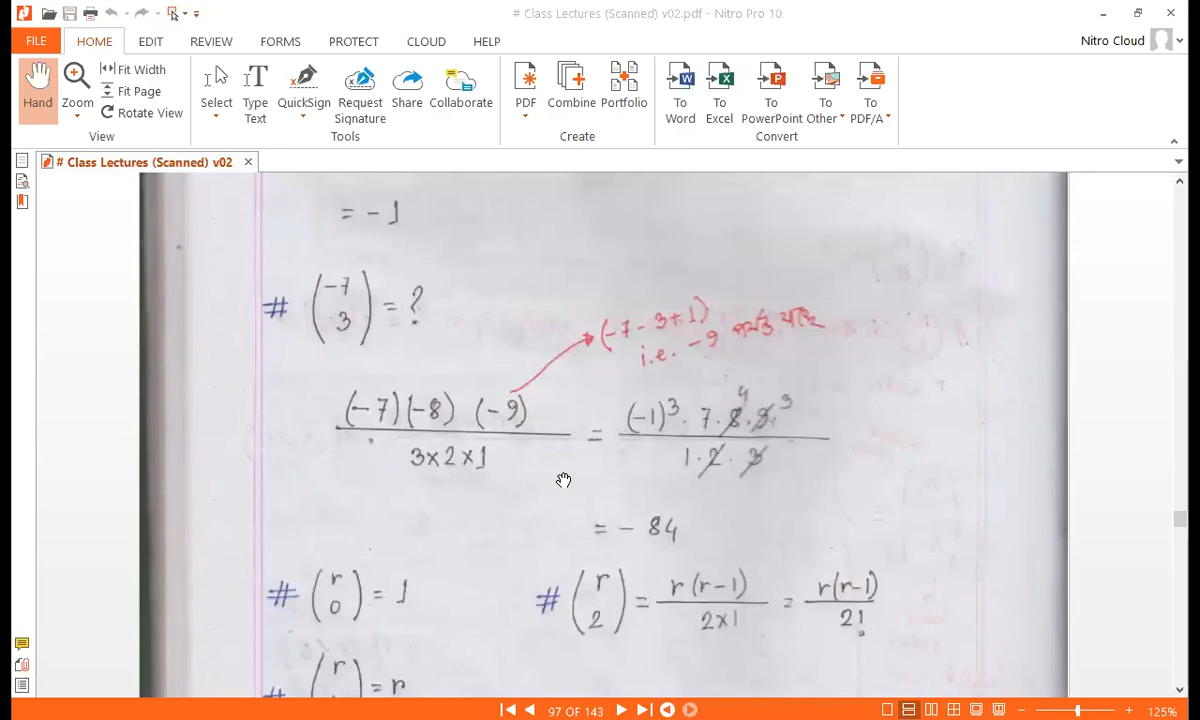 # Class Lectures (Scanned) v02.pdf - Nitro Pro 10
FILE HOME EDIT REVIEW FORMS PROTECT CLOUD HELP Nitro Cloud
Hand Zoom Fit Width Fit Page Rotate View Select Type Text QuickSign Request Signature Share Collaborate PDF Combine Portfolio To Word To Excel To PowerPoint To Other To PDF/A
View Tools Create Convert
# Class Lectures (Scanned) v02
= - 1
# (-7 3) = ?
(-7 - 3 + 1)
i.e. -9
(-7)(-8) (-9) / 3×2×1 = (-1)³ . 7 . 8 4 . 9 . 3 / 1 . 2 . 3
= - 84
# (r 0) = 1 # (r 2) = r(r-1) / 2×1 = r(r-1) / 2!
# (r = r
97 OF 143 125%